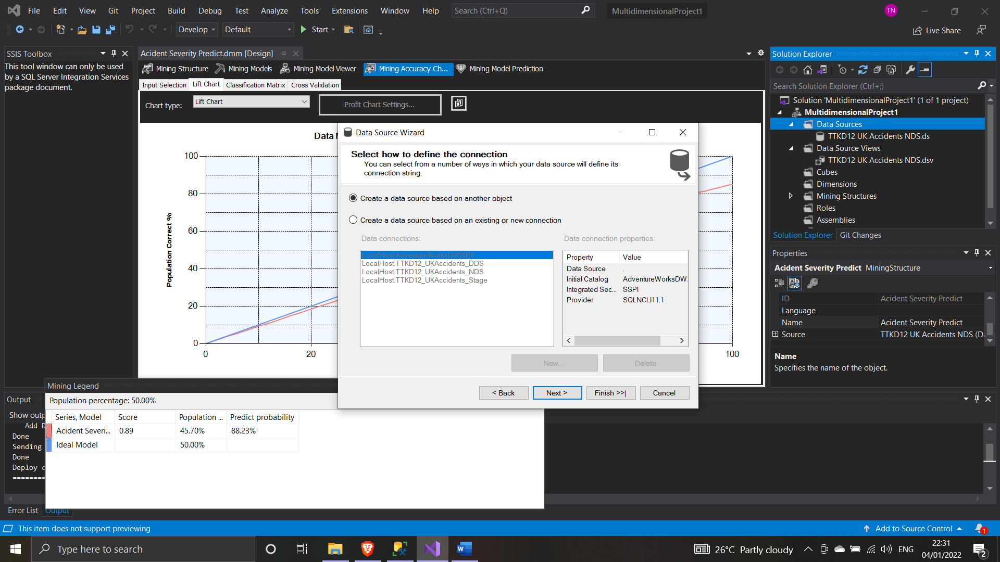 File Edit View Git Project Build Debug Test Analyze Tools Extensions Window Help Search (Ctrl+Q) MultidimensionalProject1 TN
Develop Default Start Live Share
SSIS Toolbox
This tool window can only be used
by a SQL Server Integration Services
package document.
Acident Severity Predict.dmm [Design]
Mining Structure Mining Models Mining Model Viewer Mining Accuracy Ch... Mining Model Prediction
Input Selection Lift Chart Classification Matrix Cross Validation
Chart type: Lift Chart Profit Chart Settings...
Data
Population Correct %
100
80
60
40
20
0
0 20 100
Data Source Wizard
Select how to define the connection
You can select from a number of ways in which your data source will define its
connection string.
Create a data source based on another object
Create a data source based on an existing or new connection
Data connections:
LocalHost.AdventureWorksDW2019
LocalHost.TTKD12_UKAccidents_DDS
LocalHost.TTKD12_UKAccidents_NDS
LocalHost.TTKD12_UKAccidents_Stage
Data connection properties:
Property Value
Data Source .
Initial Catalog AdventureWorksDW.
Integrated Sec... SSPI
Provider SQLNCLI11.1
New... Delete
< Back Next > Finish >>| Cancel
Solution Explorer
Search Solution Explorer (Ctrl+;)
Solution 'MultidimensionalProject1' (1 of 1 project)
MultidimensionalProject1
Data Sources
TTKD12 UK Accidents NDS.ds
Data Source Views
TTKD12 UK Accidents NDS.dsv
Cubes
Dimensions
Mining Structures
Roles
Assemblies
Solution Explorer Git Changes
Properties
Acident Severity Predict MiningStructure
ID Acident Severity Predict
Language
Name Acident Severity Predict
Source TTKD12 UK Accidents NDS (D
Name
Specifies the name of the object.
Mining Legend
Population percentage: 50.00%
Series, Model Score Population ... Predict probability
Acident Severi... 0.89 45.70% 88.23%
Ideal Model 50.00%
Output
Show outp
Add D
Done
Sending
Done
Deploy c
=========
Error List Output
This item does not support previewing Add to Source Control 1
Type here to search 26°C Partly cloudy ENG 22:31
04/01/2022 2